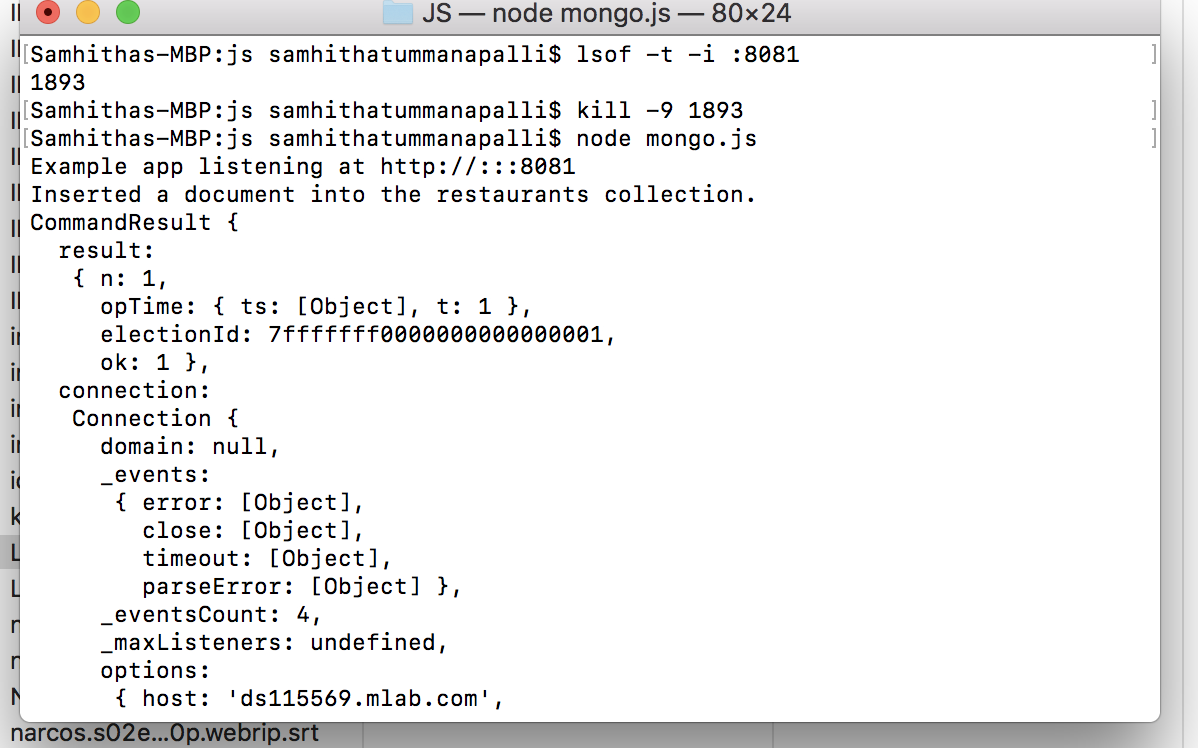 JS — node mongo.js — 80×24
[Samhithas-MBP:js samhithatummanapalli$ lsof -t -i :8081 ]
1893
[Samhithas-MBP:js samhithatummanapalli$ kill -9 1893 ]
[Samhithas-MBP:js samhithatummanapalli$ node mongo.js ]
Example app listening at http://:::8081
Inserted a document into the restaurants collection.
CommandResult {
result:
{ n: 1,
opTime: { ts: [Object], t: 1 },
electionId: 7fffffff0000000000000001,
ok: 1 },
connection:
Connection {
domain: null,
_events:
{ error: [Object],
close: [Object],
timeout: [Object],
parseError: [Object] },
_eventsCount: 4,
_maxListeners: undefined,
options:
{ host: 'ds115569.mlab.com',
narcos.s02e...0p.webrip.srt